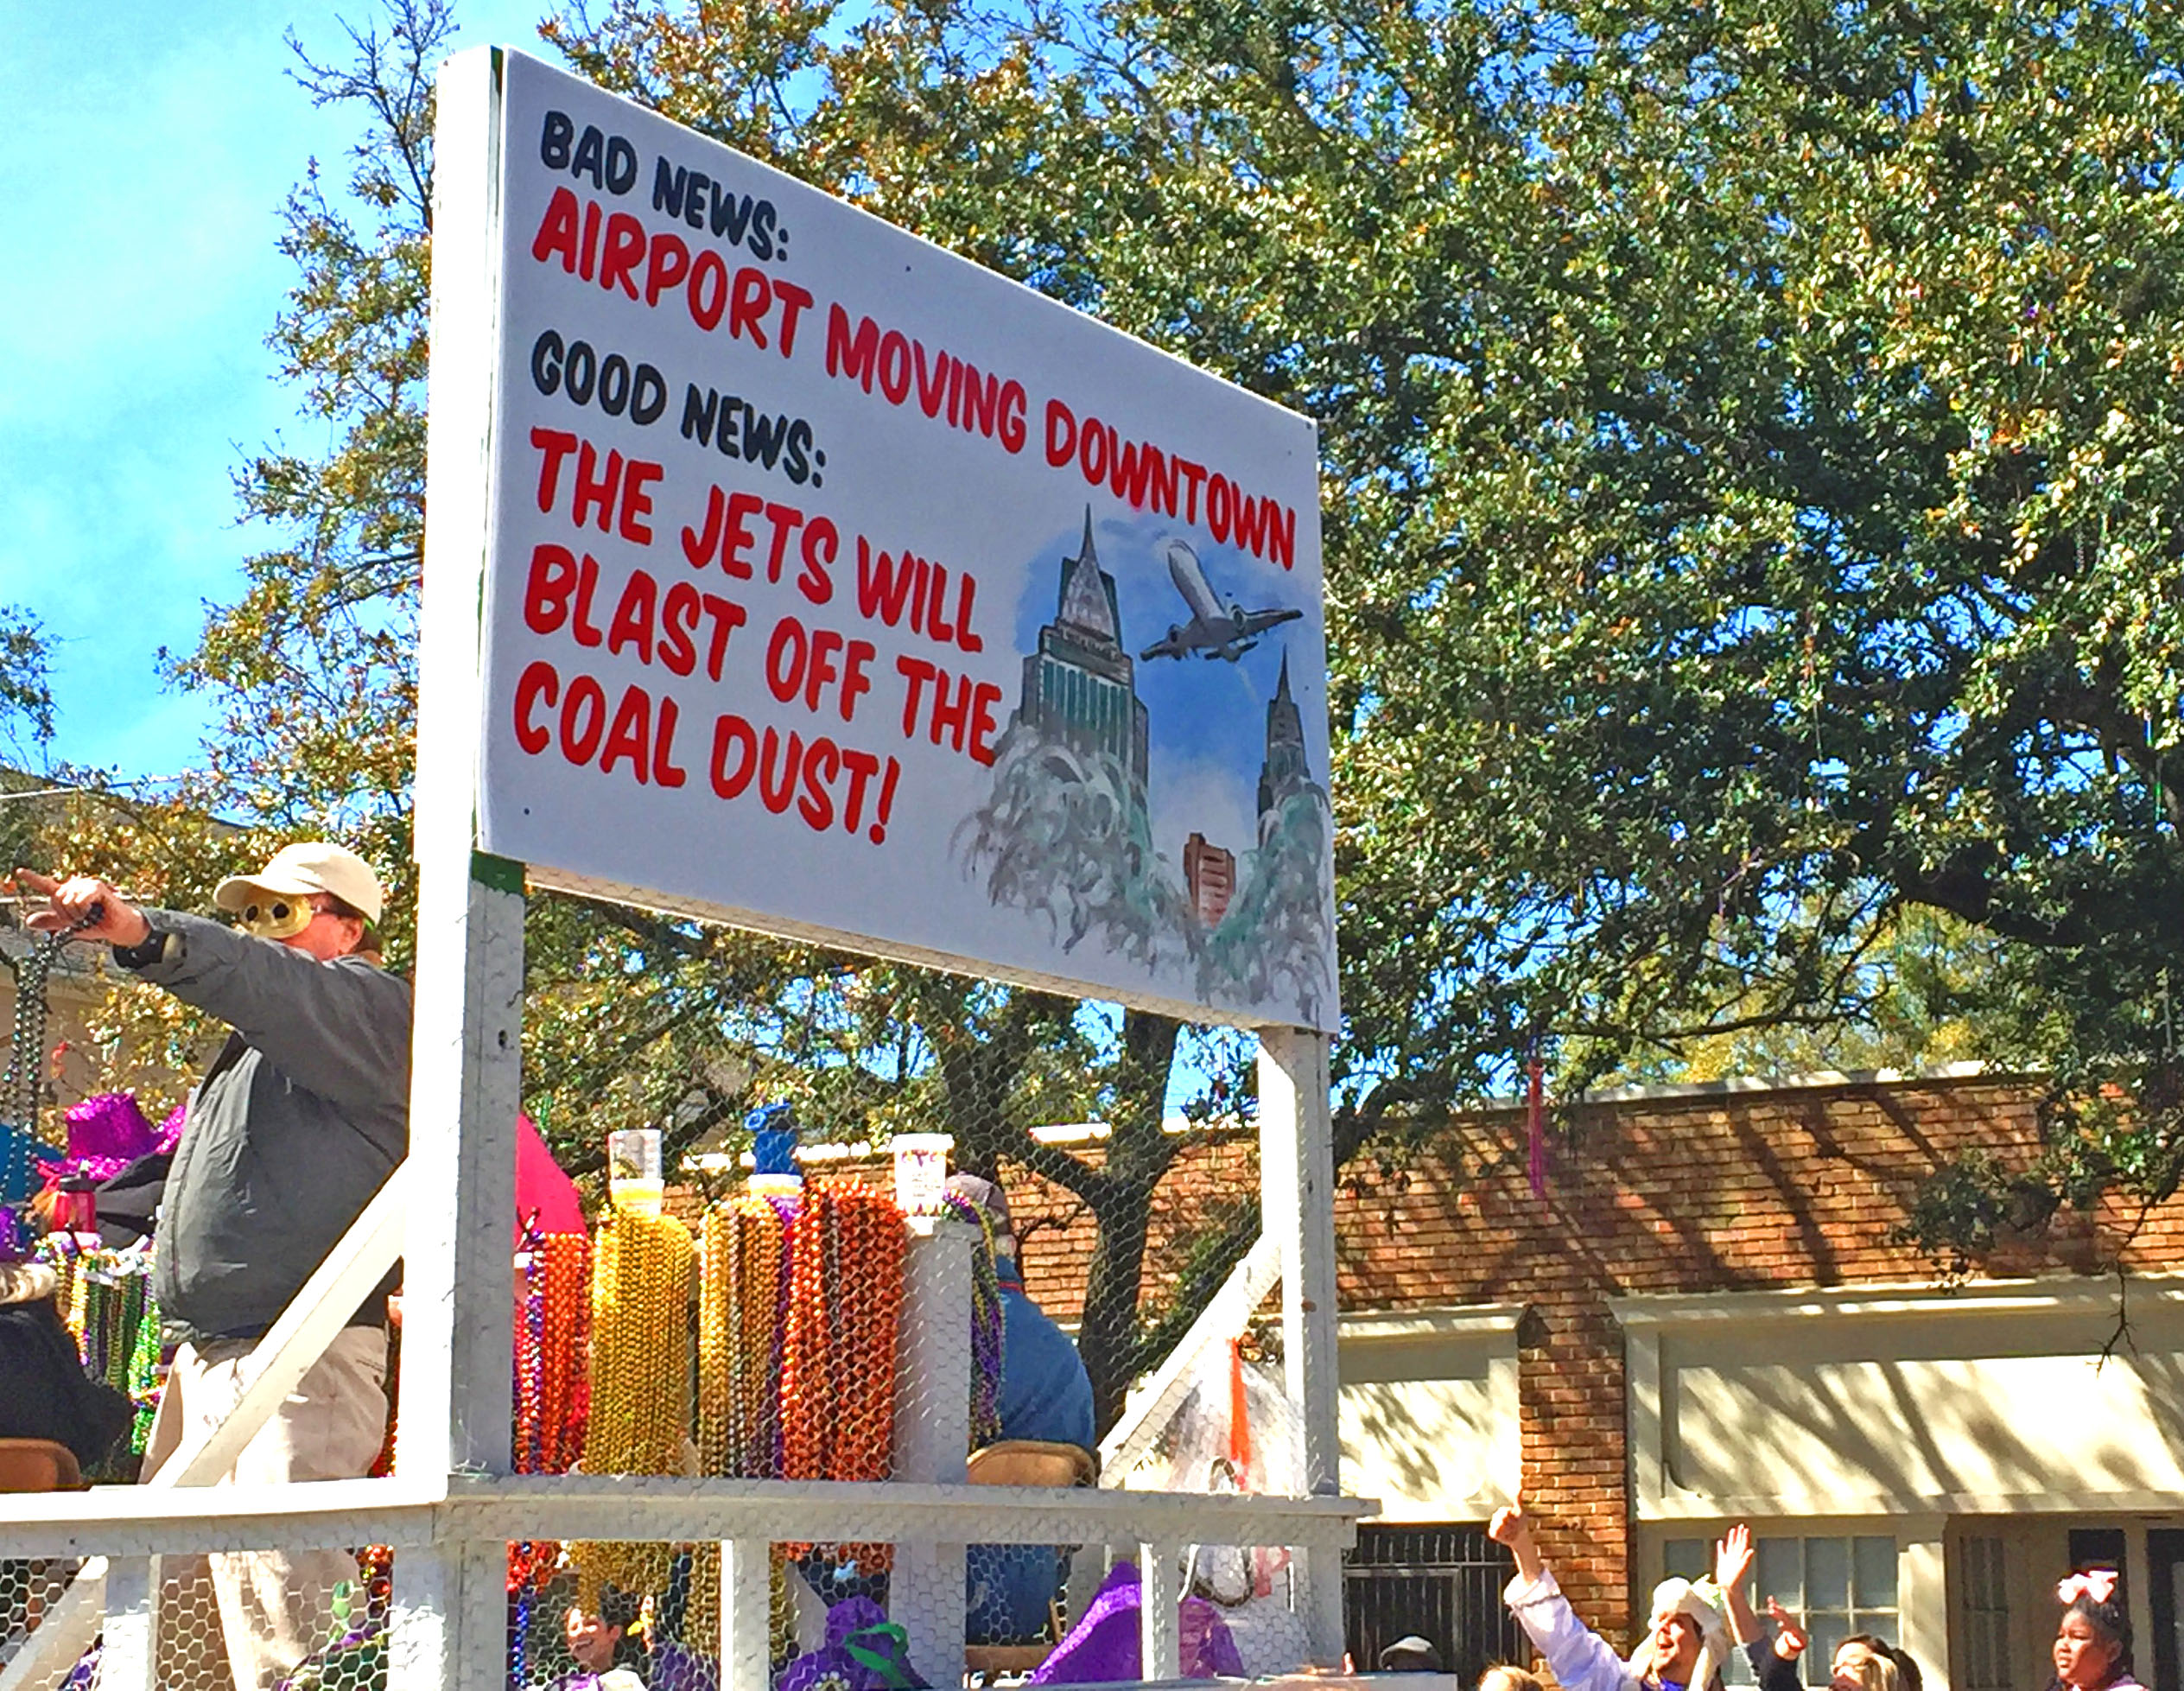 BAD NEWS:
AIRPORT MOVING DOWNTOWN
GOOD NEWS:
THE JETS WILL
BLAST OFF THE
COAL DUST!